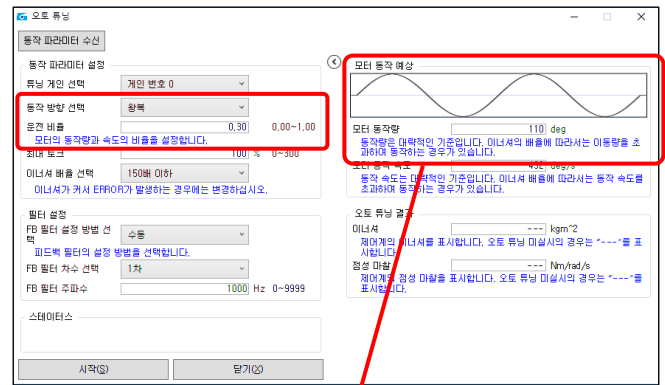 오토 튜닝
동작 파라미터 수신
동작 파라미터 설정
튜닝 게인 선택 게인 번호 0
동작 방향 선택 왕복
운전 비율 0.30 0.00~1.00
모터의 동작량과 속도의 비율을 설정합니다.
최대 토크 100 % 0~300
이너셔 배율 선택 150배 이하
이너셔가 커서 ERROR가 발생하는 경우에는 변경하십시오.
필터 설정
FB 필터 설정 방법 선
택 수동
피드백 필터의 설정 방법을 선택합니다.
FB 필터 차수 선택 1차
FB 필터 주파수 1000 Hz 0~9999
스테이터스
시작(S) 닫기(X)
모터 동작 예상
모터 동작량 110 deg
동작량은 대략적인 기준입니다. 이너셔의 배율에 따라서는 이동량을 초
과하여 동작하는 경우가 있습니다.
모터 동작 속도 432 deg/s
동작 속도는 대략적인 기준입니다. 이너셔 배율에 따라서는 동작 속도를
초과하여 동작하는 경우가 있습니다.
오토 튜닝 결과
이너셔 --- kgm^2
제어계의 이너셔를 표시합니다. 오토 튜닝 미실시의 경우는 "---"를 표
시합니다.
점성 마찰 --- Nm/rad/s
제어계의 점성 마찰을 표시합니다. 오토 튜닝 미실시의 경우는 "---"를
표시합니다.